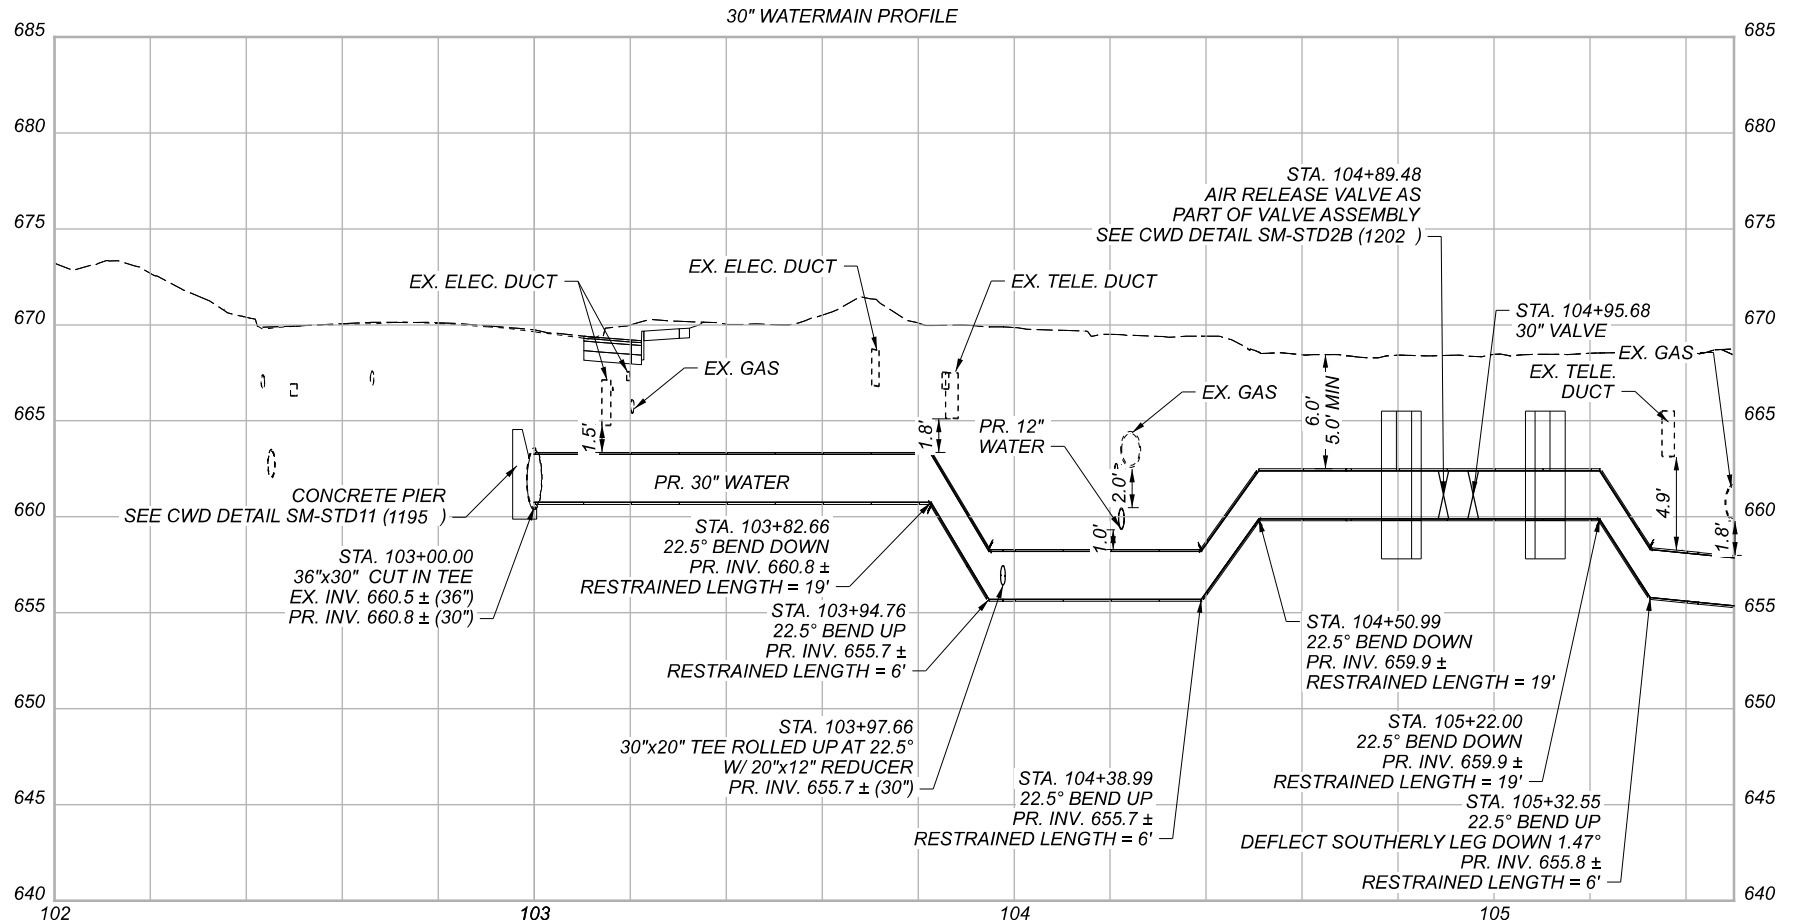 30" WATERMAIN PROFILE
685
685
680
680
STA. 104+89.48
AIR RELEASE VALVE AS
PART OF VALVE ASSEMBLY
SEE CWD DETAIL SM-STD2B (1202 )
675
675
EX. ELEC. DUCT
EX. ELEC. DUCT
EX. TELE. DUCT
STA. 104+95.68
30" VALVE
670
670
EX. GAS
EX. GAS
EX. TELE.
DUCT
EX. GAS
6.0'
5.0' MIN
665
665
1.5'
1.8'
PR. 12"
WATER
2.0'
1.0'
4.9'
1.8'
PR. 30" WATER
CONCRETE PIER
SEE CWD DETAIL SM-STD11 (1195 )
660
660
STA. 103+00.00
36"x30" CUT IN TEE
EX. INV. 660.5 ± (36")
PR. INV. 660.8 ± (30")
STA. 103+82.66
22.5° BEND DOWN
PR. INV. 660.8 ±
RESTRAINED LENGTH = 19'
655
655
STA. 103+94.76
22.5° BEND UP
PR. INV. 655.7 ±
RESTRAINED LENGTH = 6'
STA. 104+50.99
22.5° BEND DOWN
PR. INV. 659.9 ±
RESTRAINED LENGTH = 19'
650
650
STA. 103+97.66
30"x20" TEE ROLLED UP AT 22.5°
W/ 20"x12" REDUCER
PR. INV. 655.7 ± (30")
STA. 105+22.00
22.5° BEND DOWN
PR. INV. 659.9 ±
RESTRAINED LENGTH = 19'
STA. 104+38.99
22.5° BEND UP
PR. INV. 655.7 ±
RESTRAINED LENGTH = 6'
645
645
STA. 105+32.55
22.5° BEND UP
DEFLECT SOUTHERLY LEG DOWN 1.47°
PR. INV. 655.8 ±
RESTRAINED LENGTH = 6'
640
640
102
103
104
105